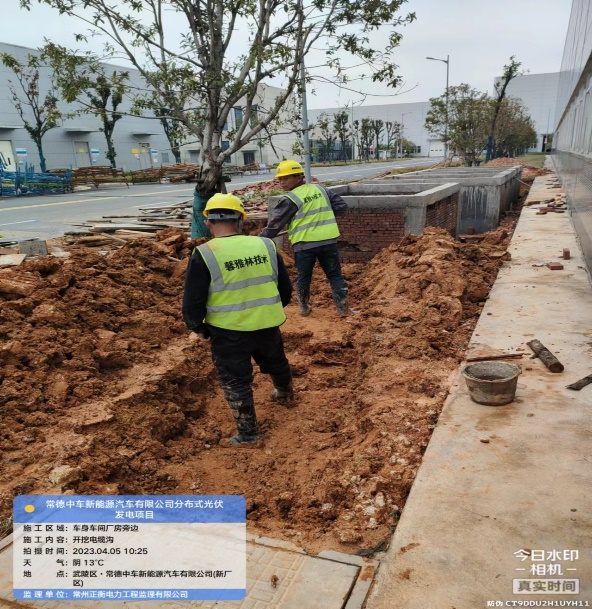 馨雅林技术
常德中车新能源汽车有限公司分布式光伏
发电项目
施工区域：车身车间厂房旁边
施工内容：开挖电缆沟
拍摄时间：2023.04.05 10:25
天气：阴 13℃
地点：武陵区·常德中车新能源汽车有限公司(新厂
区)
监理单位：常州正衡电力工程监理有限公司
今日水印
相机
真实时间
防伪 CT9DDU2H1UYH11